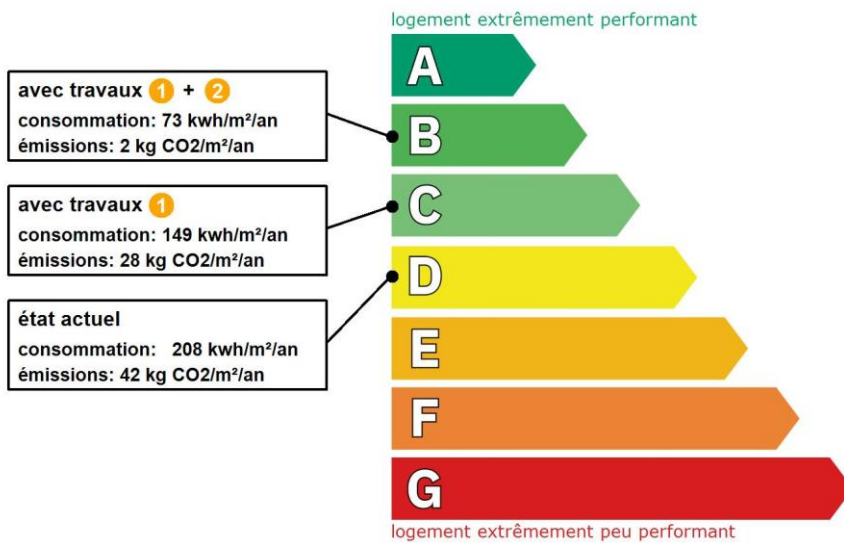 logement extrêmement performant
A
avec travaux 1 + 2
consommation: 73 kwh/m²/an
émissions: 2 kg CO2/m²/an
B
avec travaux 1
consommation: 149 kwh/m²/an
émissions: 28 kg CO2/m²/an
C
D
état actuel
consommation: 208 kwh/m²/an
émissions: 42 kg CO2/m²/an
E
F
G
logement extrêmement peu performant